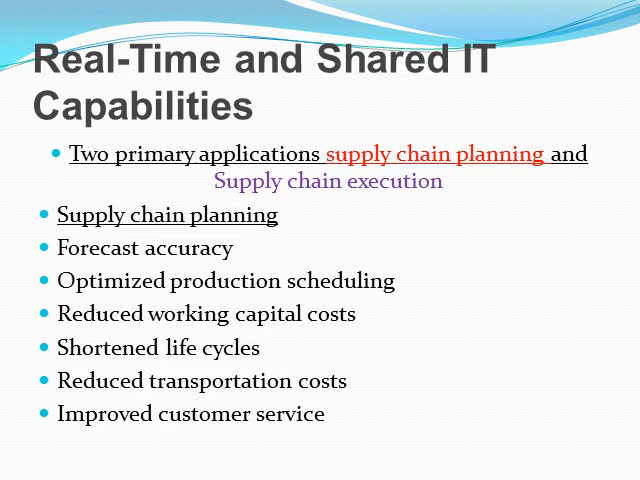 Real-Time and Shared IT
Capabilities
• Two primary applications supply chain planning and
Supply chain execution
• Supply chain planning
• Forecast accuracy
• Optimized production scheduling
• Reduced working capital costs
• Shortened life cycles
• Reduced transportation costs
• Improved customer service